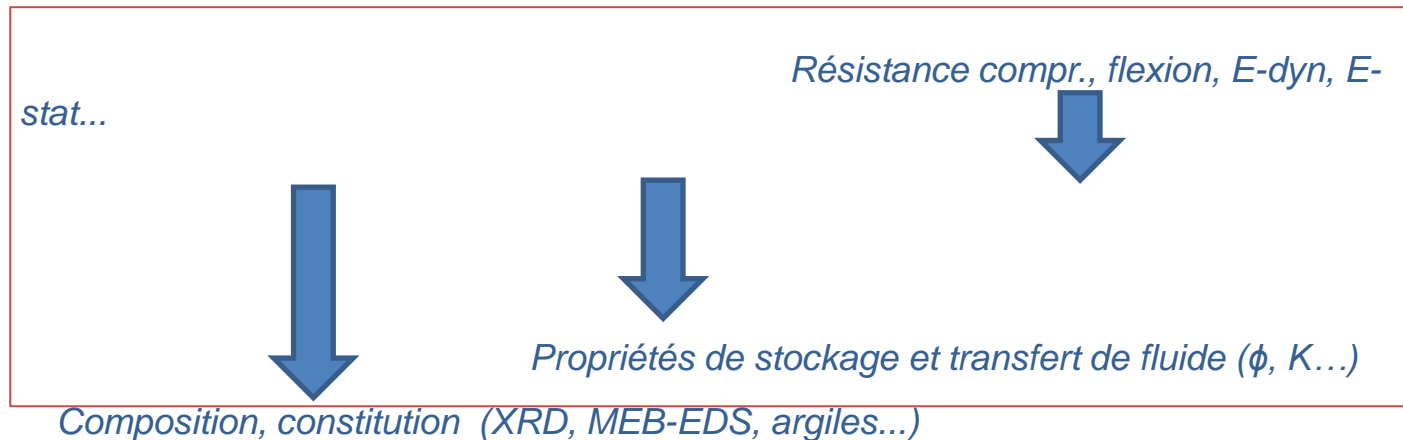 Résistance compr., flexion, E-dyn, E-
stat...
Propriétés de stockage et transfert de fluide (ϕ, K…)
Composition, constitution (XRD, MEB-EDS, argiles...)